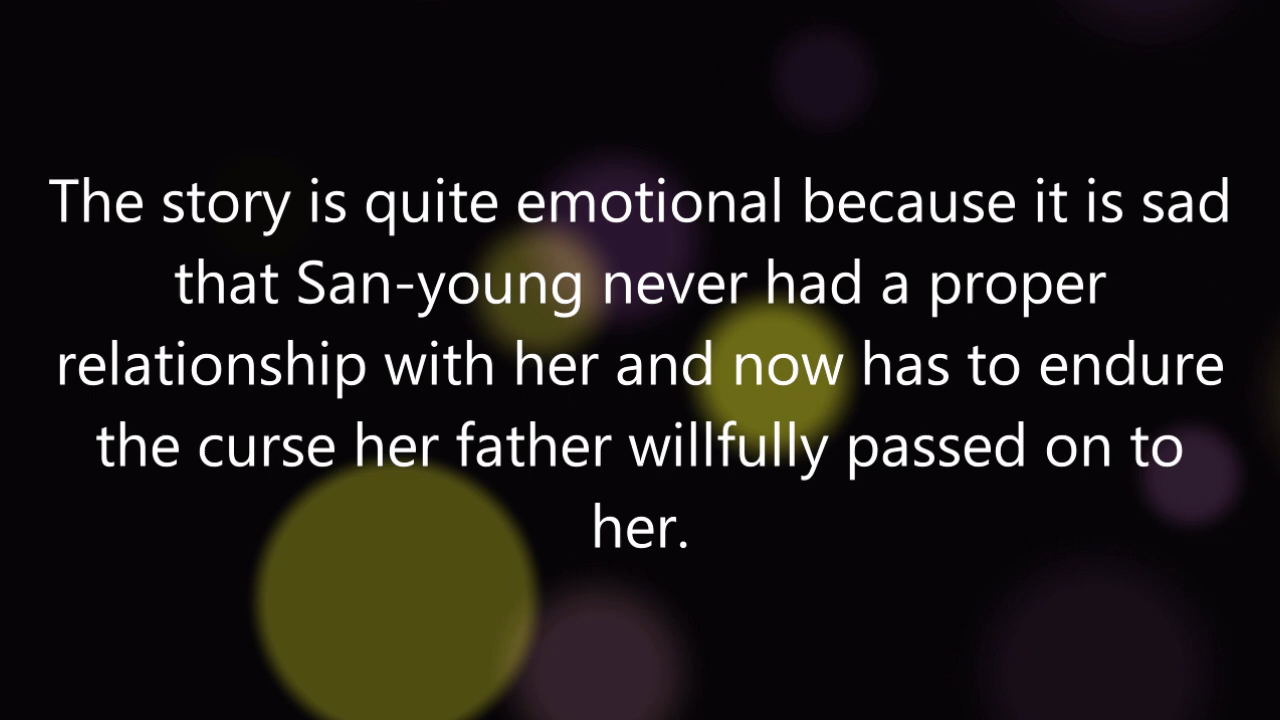 The story is quite emotional because it is sad
that San-young never had a proper
relationship with her and now has to endure
the curse her father willfully passed on to
her.